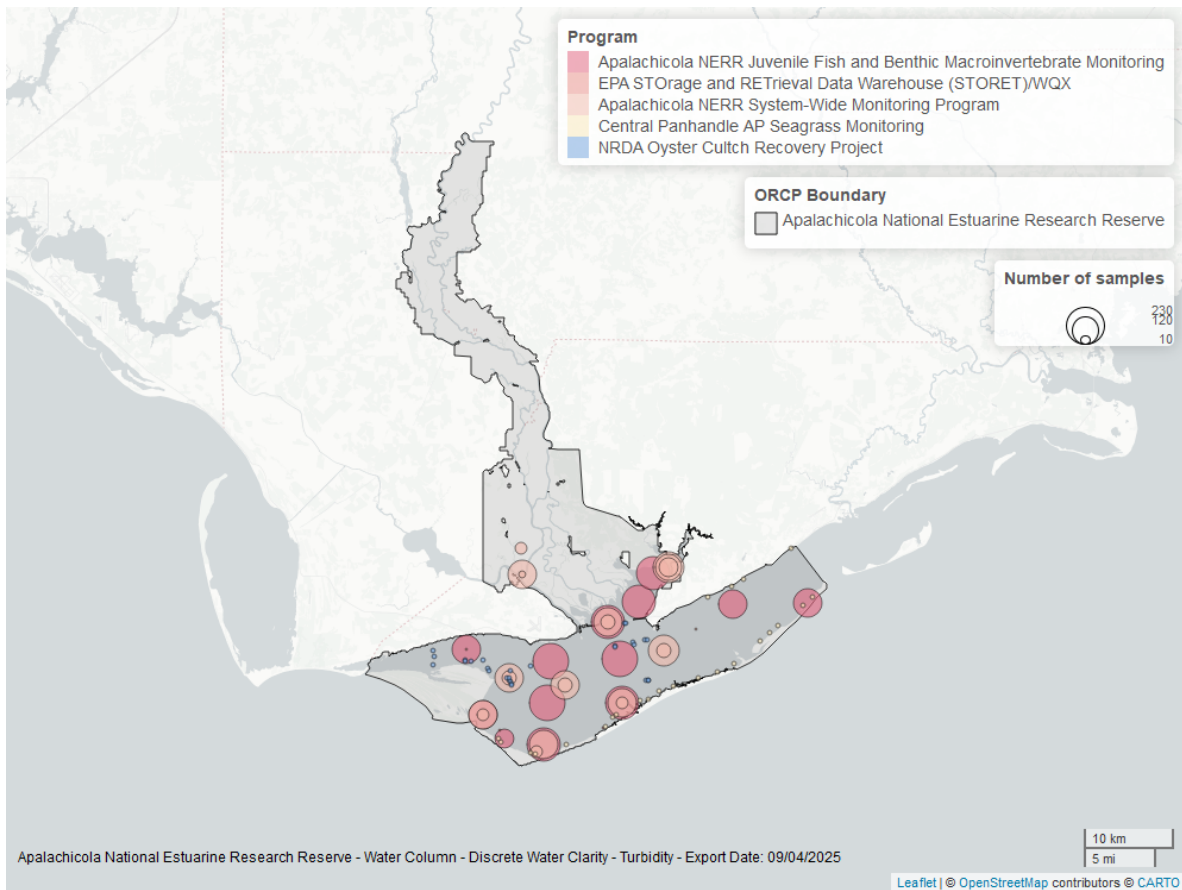 Program
Apalachicola NERR Juvenile Fish and Benthic Macroinvertebrate Monitoring
EPA STOrage and RETrieval Data Warehouse (STORET)/WQX
Apalachicola NERR System-Wide Monitoring Program
Central Panhandle AP Seagrass Monitoring
NRDA Oyster Cultch Recovery Project
ORCP Boundary
Apalachicola National Estuarine Research Reserve
Number of samples
230
120
10
10 km
5 mi
Apalachicola National Estuarine Research Reserve - Water Column - Discrete Water Clarity - Turbidity - Export Date: 09/04/2025
Leaflet | © OpenStreetMap contributors © CARTO